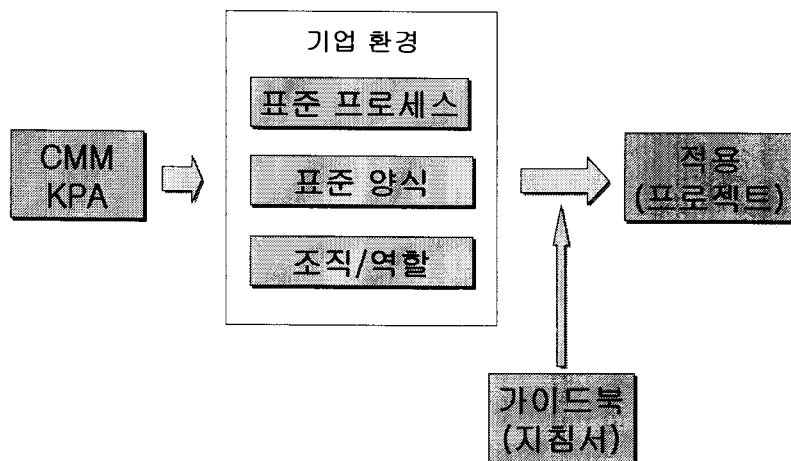 기업 환경
표준 프로세스
CMM
KPA
표준 양식
조직/역할
적용
(프로젝트)
가이드북
(지침서)